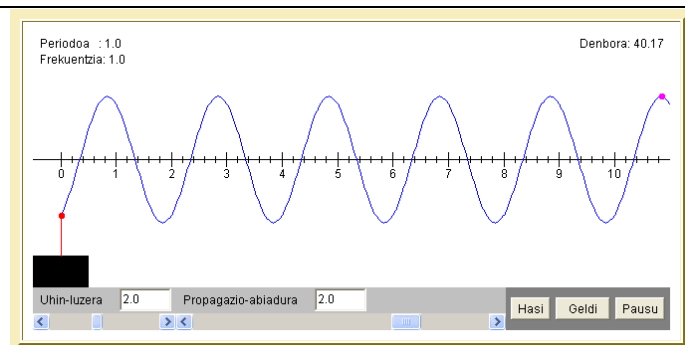 Periodoa : 1.0
Denbora: 40.17
Frekuentzia: 1.0
0 1 2 3 4 5 6 7 8 9 10
Uhin-luzera 2.0 Propagazio-abiadura 2.0
Hasi Geldi Pausu